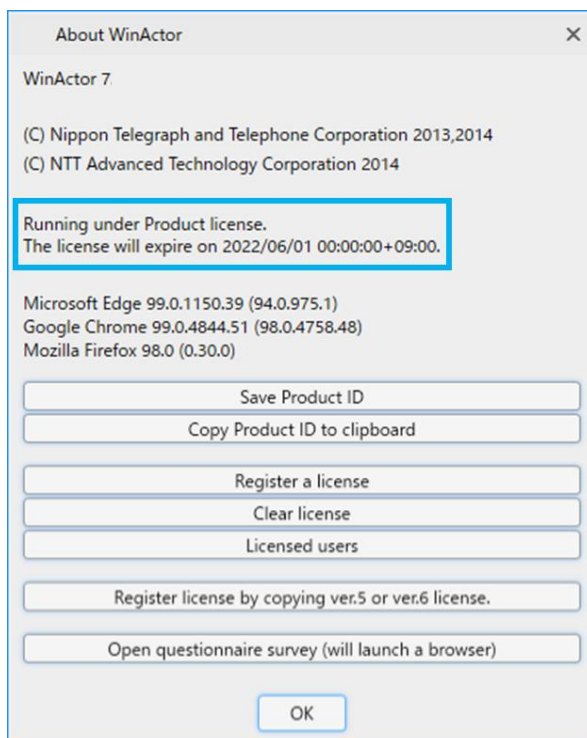 About WinActor
WinActor 7
(C) Nippon Telegraph and Telephone Corporation 2013,2014
(C) NTT Advanced Technology Corporation 2014
Running under Product license.
The license will expire on 2022/06/01 00:00:00+09:00.
Microsoft Edge 99.0.1150.39 (94.0.975.1)
Google Chrome 99.0.4844.51 (98.0.4758.48)
Mozilla Firefox 98.0 (0.30.0)
Save Product ID
Copy Product ID to clipboard
Register a license
Clear license
Licensed users
Register license by copying ver.5 or ver.6 license.
Open questionnaire survey (will launch a browser)
OK